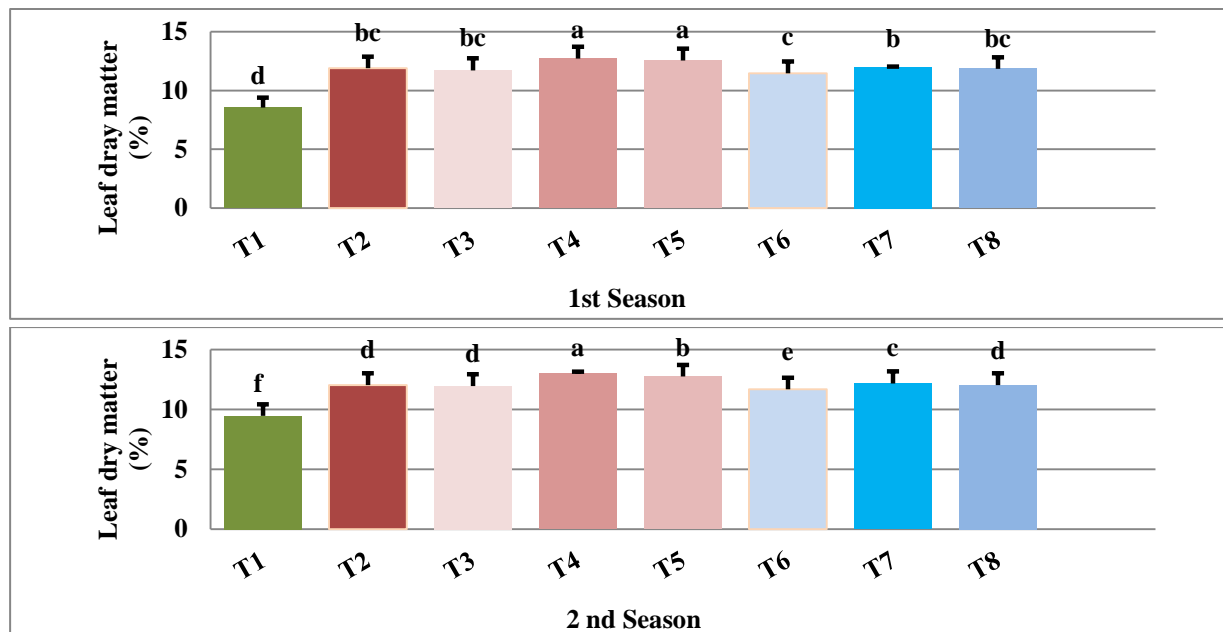 Leaf dray matter
(%)
15
10
5
0
d
bc
bc
a
a
c
b
bc
T1
T2
T3
T4
T5
T6
T7
T8
1st Season
Leaf dry matter
(%)
15
10
5
0
f
d
d
a
b
e
c
d
T1
T2
T3
T4
T5
T6
T7
T8
2 nd Season